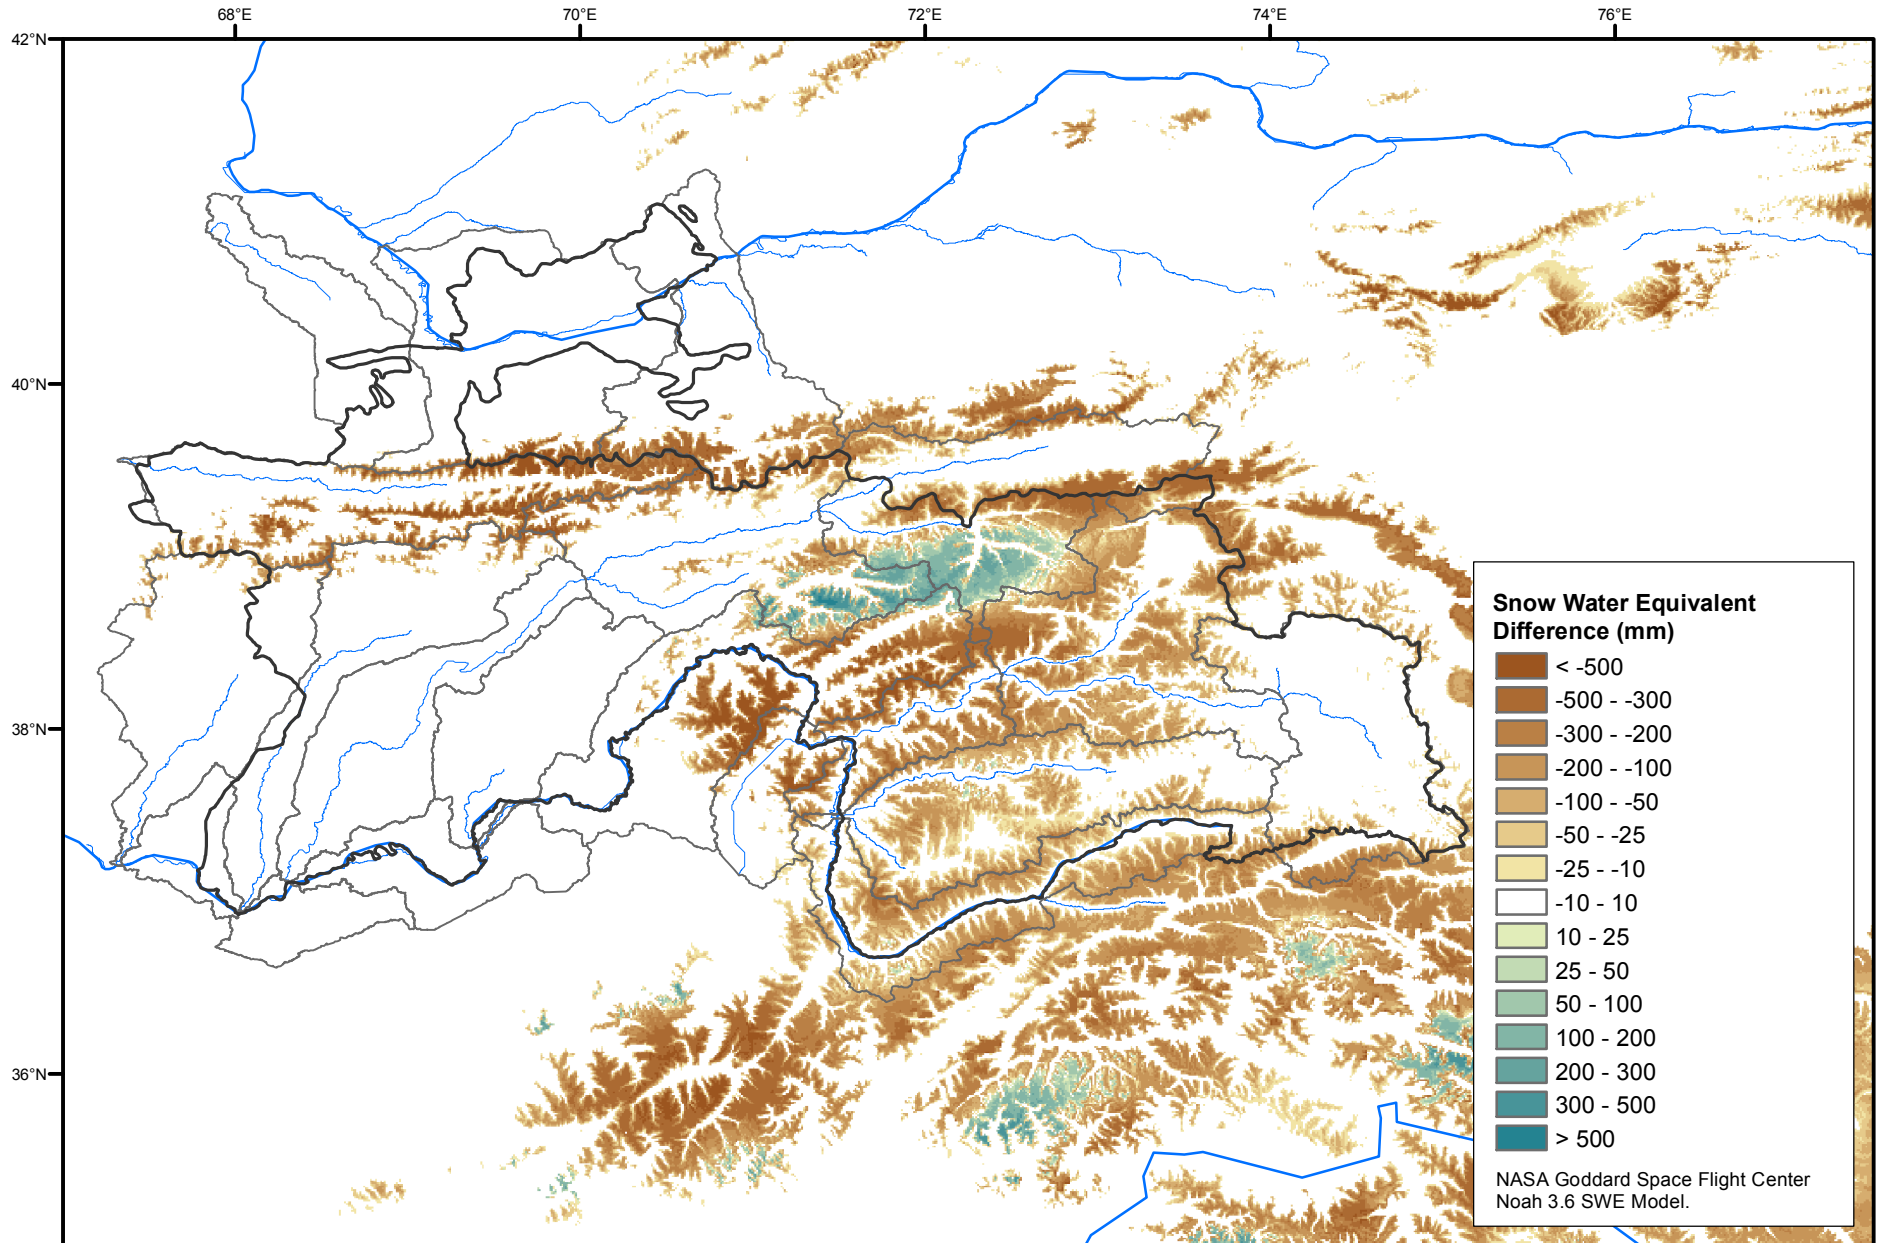 68°E 70°E 72°E 74°E 76°E
42°N
40°N
38°N
36°N
Snow Water Equivalent
Difference (mm)
< -500
-500 - -300
-300 - -200
-200 - -100
-100 - -50
-50 - -25
-25 - -10
-10 - 10
10 - 25
25 - 50
50 - 100
100 - 200
200 - 300
300 - 500
> 500
NASA Goddard Space Flight Center
Noah 3.6 SWE Model.